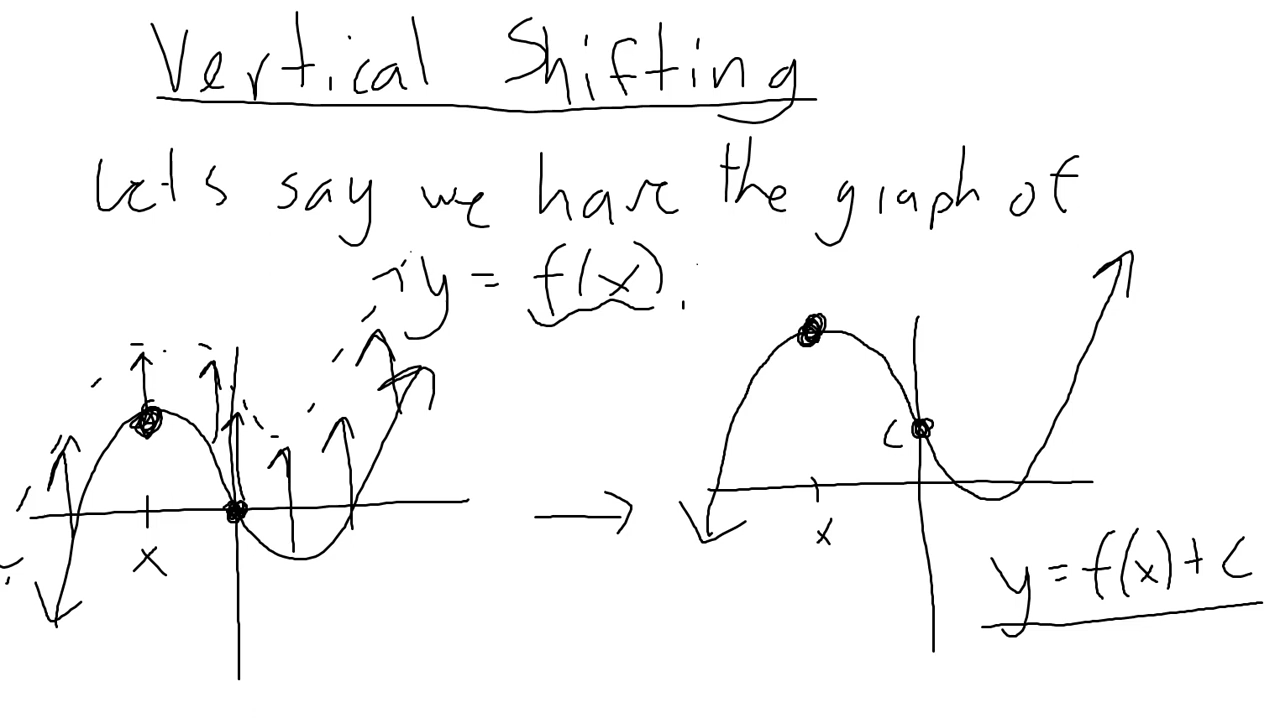 Vertical Shifting
Let's say we have the graph of
y = f(x).
x
C
x
y = f(x) + C